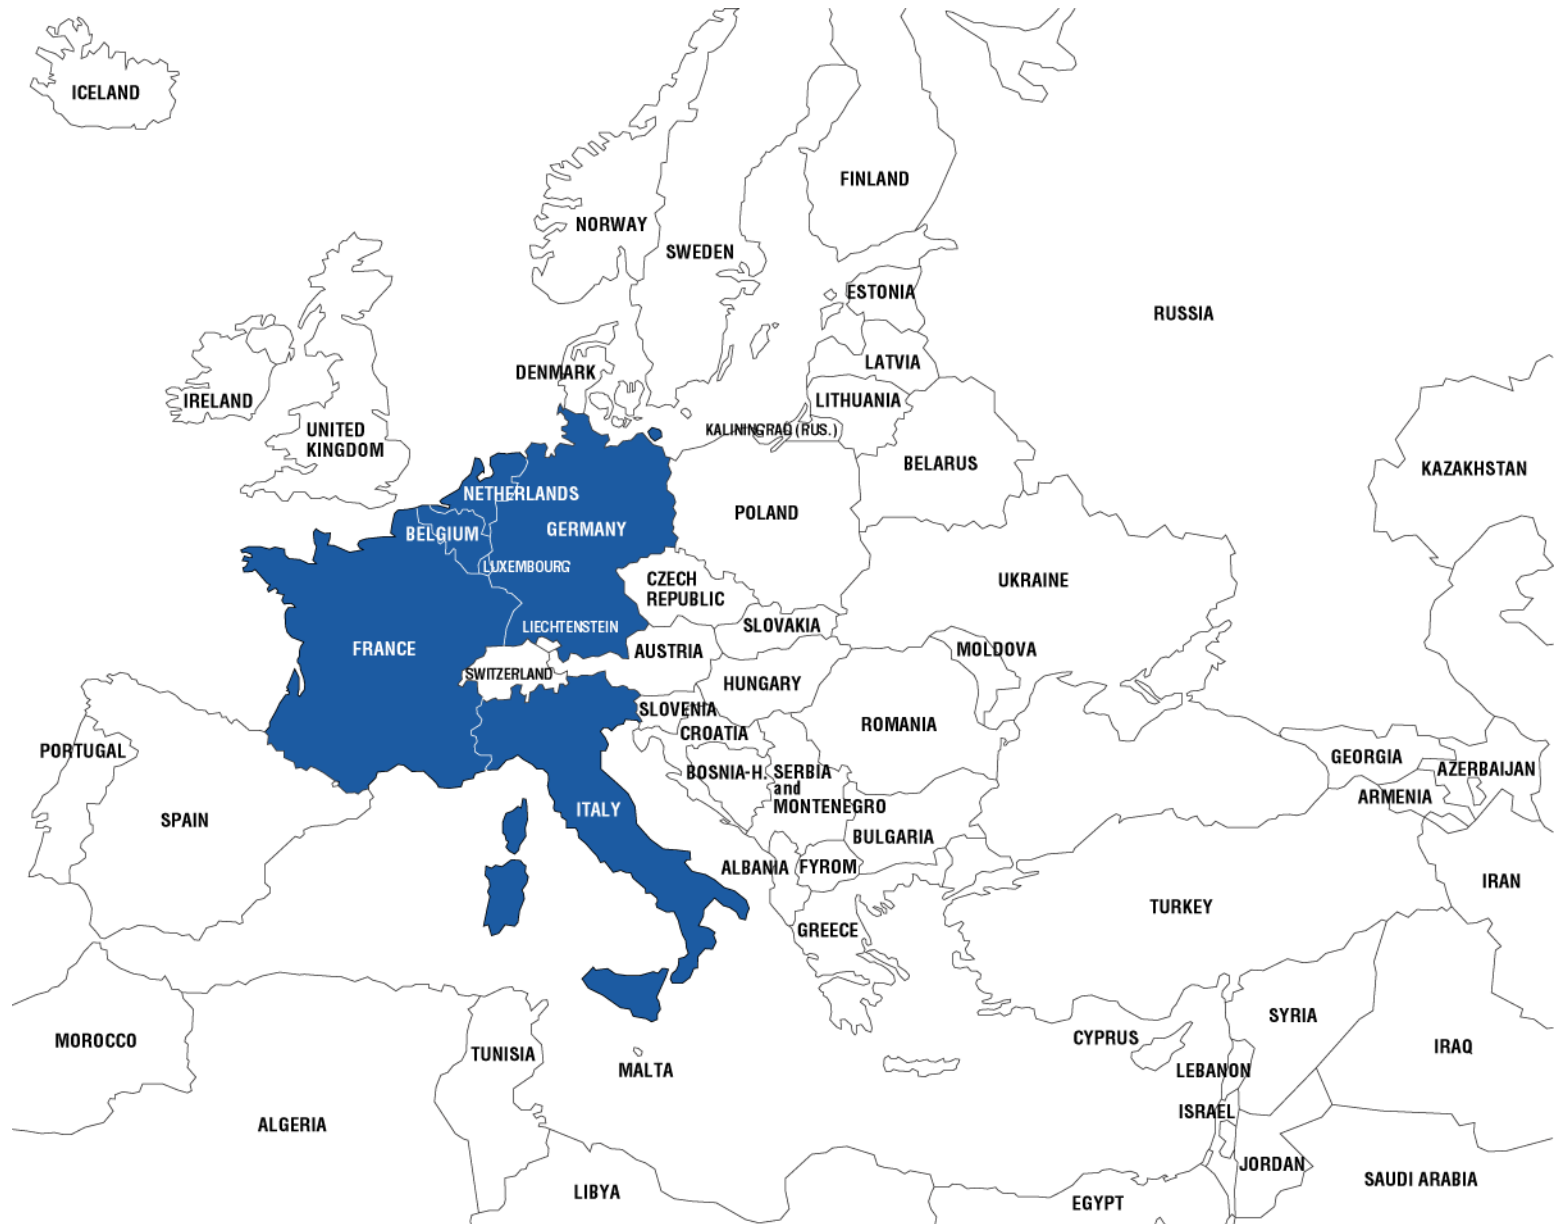 ICELAND
FINLAND
NORWAY
SWEDEN
ESTONIA
RUSSIA
LATVIA
DENMARK
IRELAND
LITHUANIA
UNITED
KINGDOM
KALININGRAD (RUS.)
BELARUS
KAZAKHSTAN
NETHERLANDS
POLAND
GERMANY
BELGIUM
LUXEMBOURG
CZECH
REPUBLIC
UKRAINE
LIECHTENSTEIN
SLOVAKIA
FRANCE
AUSTRIA
MOLDOVA
SWITZERLAND
HUNGARY
SLOVENIA
ROMANIA
CROATIA
PORTUGAL
GEORGIA
BOSNIA-H.
SERBIA
and
MONTENEGRO
AZERBAIJAN
ARMENIA
ITALY
SPAIN
BULGARIA
ALBANIA
FYROM
IRAN
TURKEY
GREECE
SYRIA
CYPRUS
MOROCCO
TUNISIA
IRAQ
MALTA
LEBANON
ISRAEL
ALGERIA
JORDAN
SAUDI ARABIA
LIBYA
EGYPT